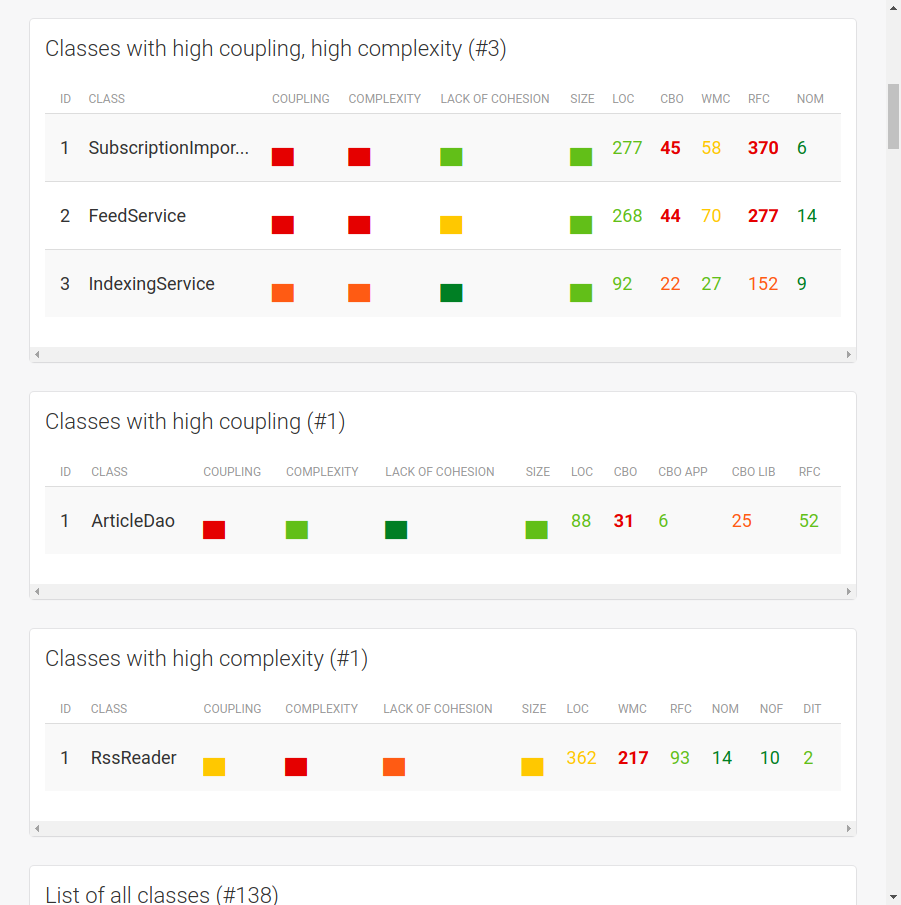 Classes with high coupling, high complexity (#3)
ID CLASS COUPLING COMPLEXITY LACK OF COHESION SIZE LOC CBO WMC RFC NOM
1 SubscriptionImpor... 277 45 58 370 6
2 FeedService 268 44 70 277 14
3 IndexingService 92 22 27 152 9
Classes with high coupling (#1)
ID CLASS COUPLING COMPLEXITY LACK OF COHESION SIZE LOC CBO CBO APP CBO LIB RFC
1 ArticleDao 88 31 6 25 52
Classes with high complexity (#1)
ID CLASS COUPLING COMPLEXITY LACK OF COHESION SIZE LOC WMC RFC NOM NOF DIT
1 RssReader 362 217 93 14 10 2
List of all classes (#138)